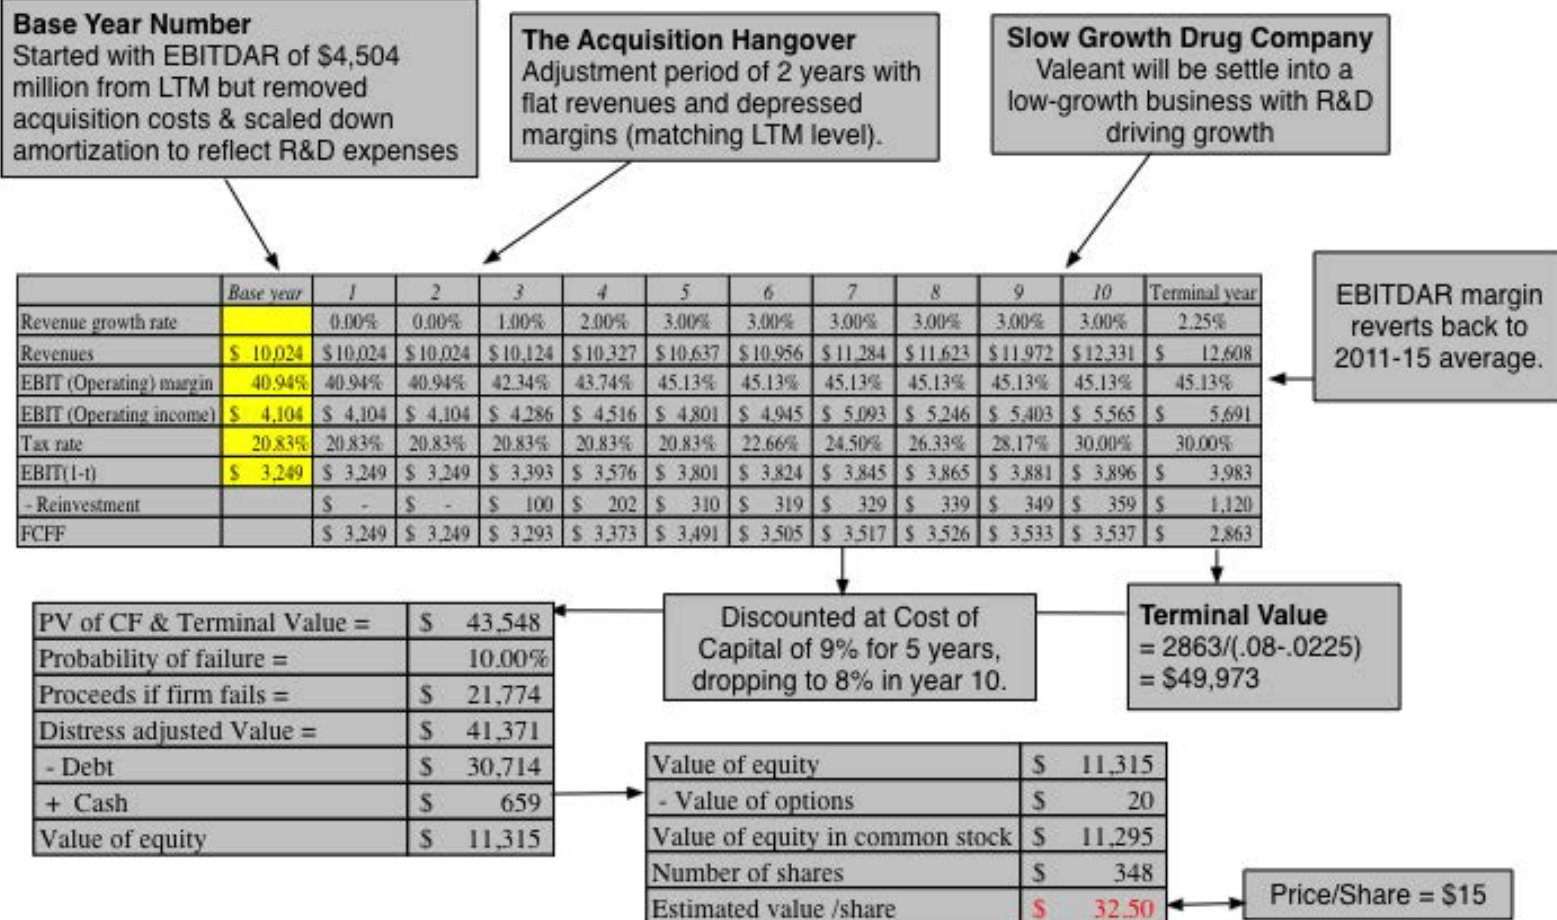 Base Year Number
Started with EBITDAR of $4,504
million from LTM but removed
acquisition costs & scaled down
amortization to reflect R&D expenses
The Acquisition Hangover
Adjustment period of 2 years with
flat revenues and depressed
margins (matching LTM level).
Slow Growth Drug Company
Valeant will be settle into a
low-growth business with R&D
driving growth
Base year 1 2 3 4 5 6 7 8 9 10 Terminal year
Revenue growth rate 0.00% 0.00% 1.00% 2.00% 3.00% 3.00% 3.00% 3.00% 3.00% 3.00% 2.25%
Revenues $ 10,024 $10,024 $10,024 $10,124 $10,327 $10,637 $10,956 $11,284 $11,623 $11,972 $12,331 $ 12,608
EBIT (Operating) margin 40.94% 40.94% 40.94% 42.34% 43.74% 45.13% 45.13% 45.13% 45.13% 45.13% 45.13% 45.13%
EBIT (Operating income) $ 4,104 $ 4,104 $ 4,104 $ 4,286 $ 4,516 $ 4,801 $ 4,945 $ 5,093 $ 5,246 $ 5,403 $ 5,565 $ 5,691
Tax rate 20.83% 20.83% 20.83% 20.83% 20.83% 20.83% 22.66% 24.50% 26.33% 28.17% 30.00% 30.00%
EBIT(1-t) $ 3,249 $ 3,249 $ 3,249 $ 3,393 $ 3,576 $ 3,801 $ 3,824 $ 3,845 $ 3,865 $ 3,881 $ 3,896 $ 3,983
- Reinvestment $ - $ - $ 100 $ 202 $ 310 $ 319 $ 329 $ 339 $ 349 $ 359 $ 1,120
FCFF $ 3,249 $ 3,249 $ 3,293 $ 3,373 $ 3,491 $ 3,505 $ 3,517 $ 3,526 $ 3,533 $ 3,537 $ 2,863
EBITDAR margin
reverts back to
2011-15 average.
PV of CF & Terminal Value = $ 43,548
Probability of failure = 10.00%
Proceeds if firm fails = $ 21,774
Distress adjusted Value = $ 41,371
- Debt $ 30,714
+ Cash $ 659
Value of equity $ 11,315
Discounted at Cost of
Capital of 9% for 5 years,
dropping to 8% in year 10.
Terminal Value
= 2863/(.08-.0225)
= $49,973
Value of equity $ 11,315
- Value of options $ 20
Value of equity in common stock $ 11,295
Number of shares $ 348
Estimated value /share $ 32.50
Price/Share = $15